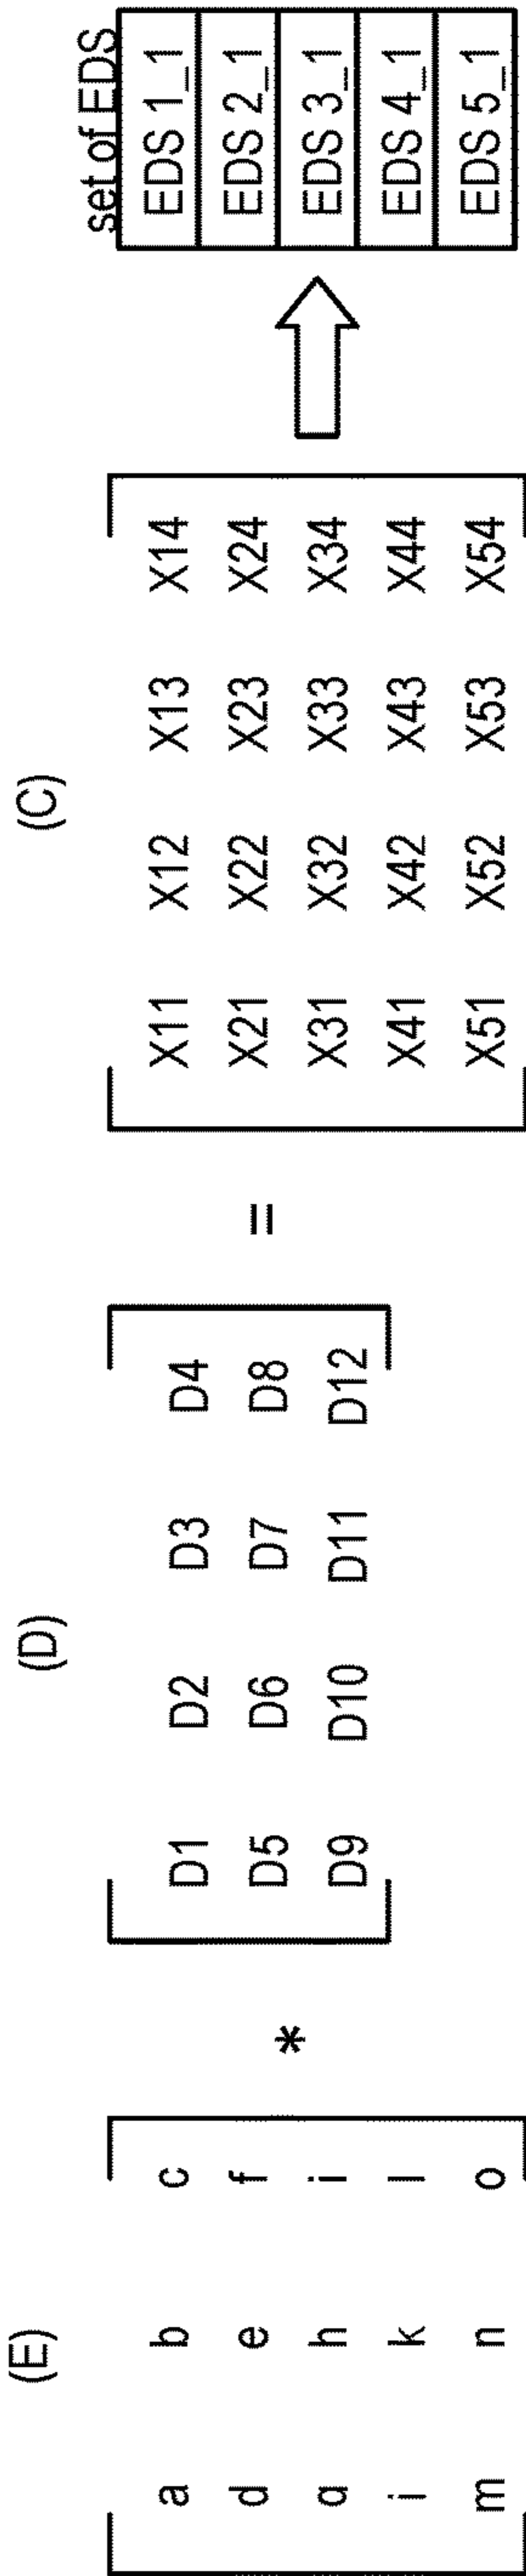 (E) (D) (C) set of EDS
a b c * D1 D2 D3 D4 = X11 X12 X13 X14 EDS 1_1
d e f D5 D6 D7 D8 X21 X22 X23 X24 EDS 2_1
g h i D9 D10 D11 D12 X31 X32 X33 X34 EDS 3_1
j k l X41 X42 X43 X44 EDS 4_1
m n o X51 X52 X53 X54 EDS 5_1